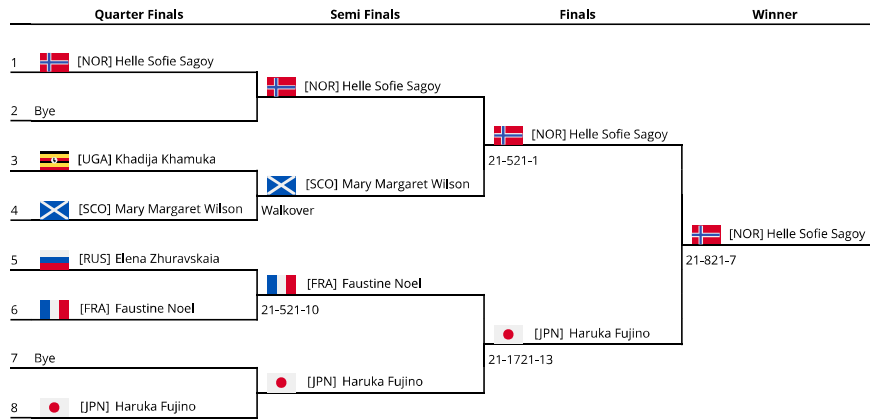 Quarter Finals Semi Finals Finals Winner
1 [NOR] Helle Sofie Sagoy
[NOR] Helle Sofie Sagoy
2 Bye
[NOR] Helle Sofie Sagoy
3 [UGA] Khadija Khamuka
21-521-1
[SCO] Mary Margaret Wilson
4 [SCO] Mary Margaret Wilson
Walkover
[NOR] Helle Sofie Sagoy
5 [RUS] Elena Zhuravskaia
21-821-7
[FRA] Faustine Noel
6 [FRA] Faustine Noel
21-521-10
[JPN] Haruka Fujino
7 Bye
21-1721-13
[JPN] Haruka Fujino
8 [JPN] Haruka Fujino